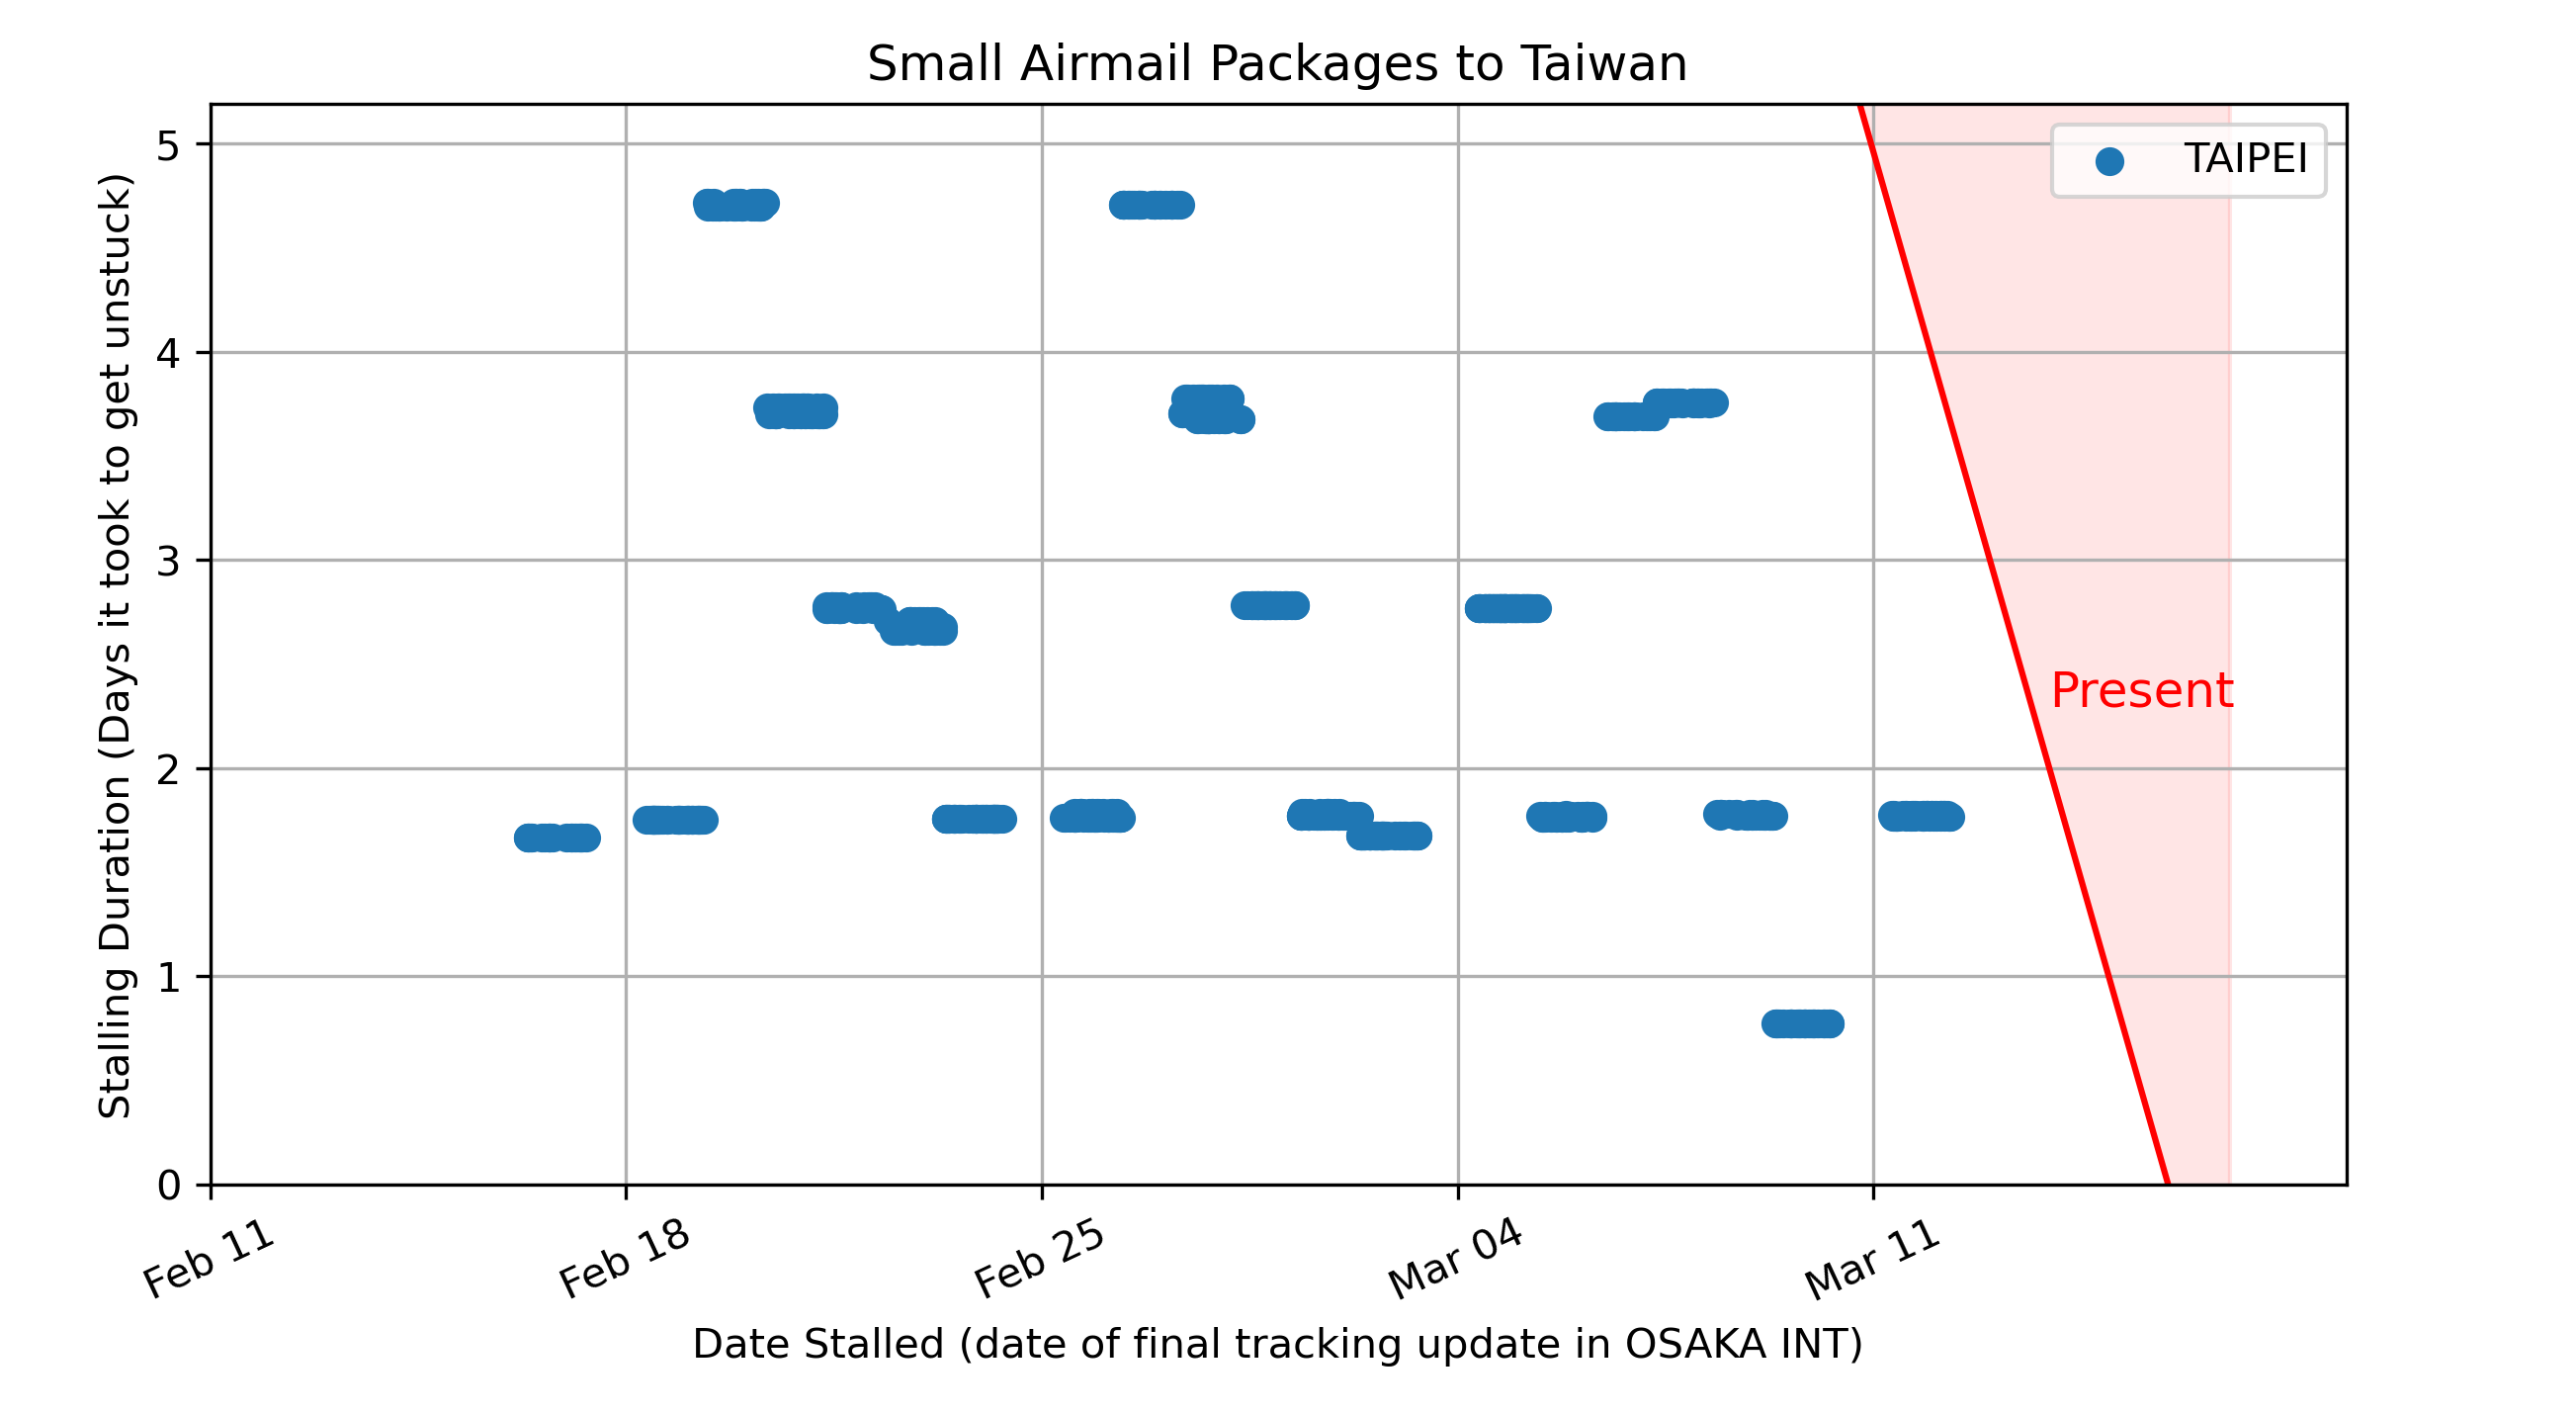 Small Airmail Packages to Taiwan
Stalling Duration (Days it took to get unstuck)
5
4
3
2
1
0
TAIPEI
Present
Feb 11
Feb 18
Feb 25
Mar 04
Mar 11
Date Stalled (date of final tracking update in OSAKA INT)